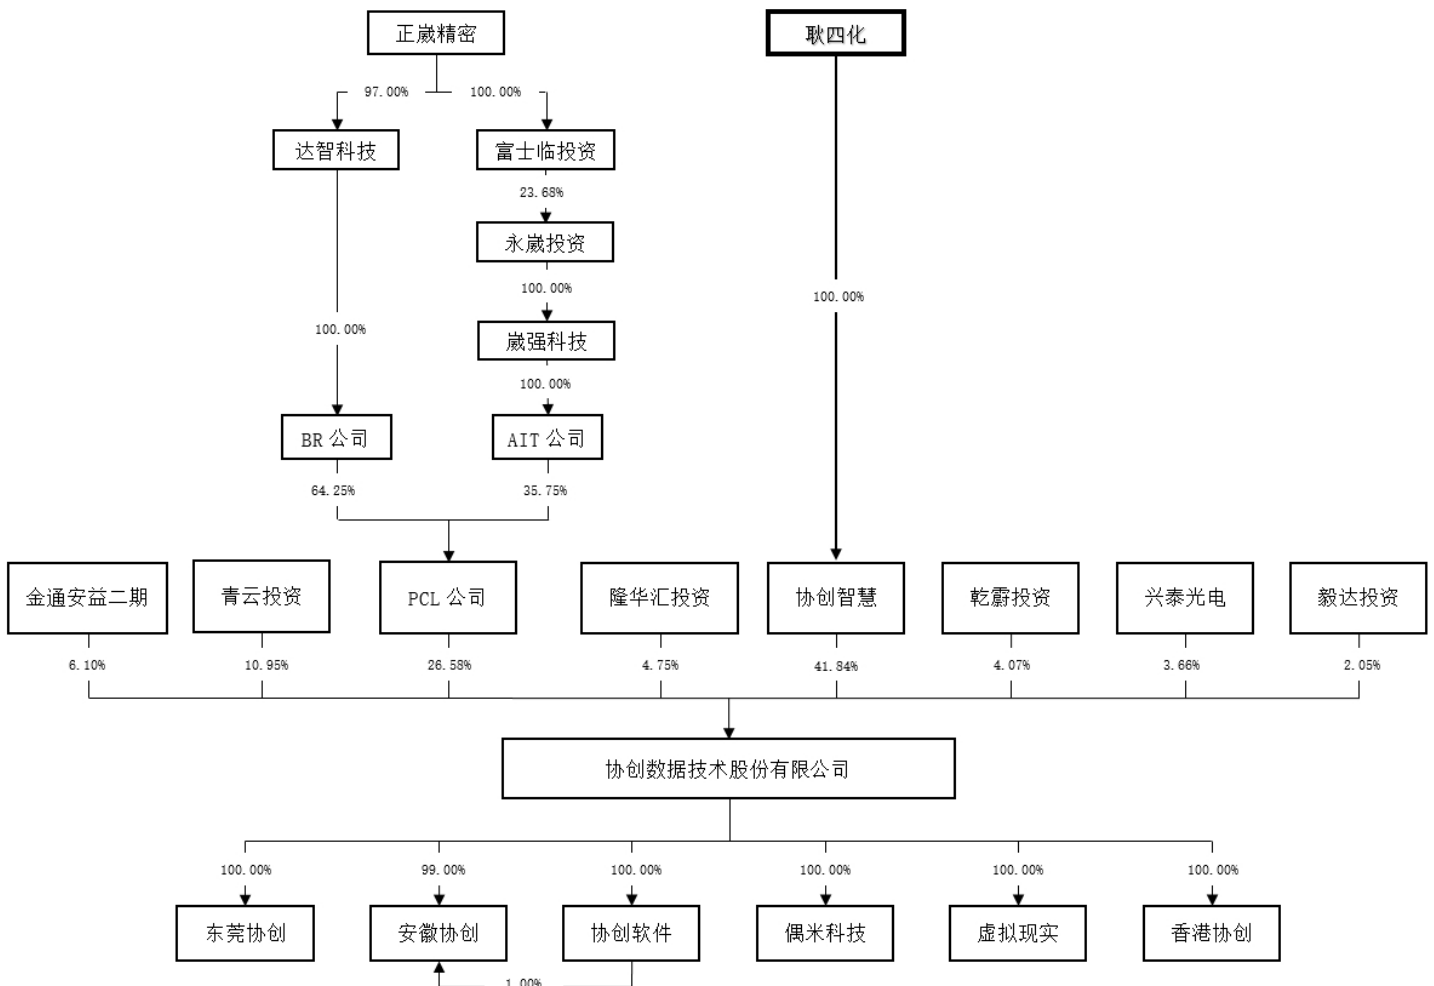 正崴精密
耿四化
97.00%
100.00%
达智科技
富士临投资
23.68%
永崴投资
100.00%
100.00%
100.00%
崴强科技
100.00%
BR 公司
AIT 公司
64.25%
35.75%
金通安益二期
青云投资
PCL 公司
隆华汇投资
协创智慧
乾霨投资
兴泰光电
毅达投资
6.10%
10.95%
26.58%
4.75%
41.84%
4.07%
3.66%
2.05%
协创数据技术股份有限公司
100.00%
99.00%
100.00%
100.00%
100.00%
100.00%
东莞协创
安徽协创
协创软件
偶米科技
虚拟现实
香港协创
1.00%